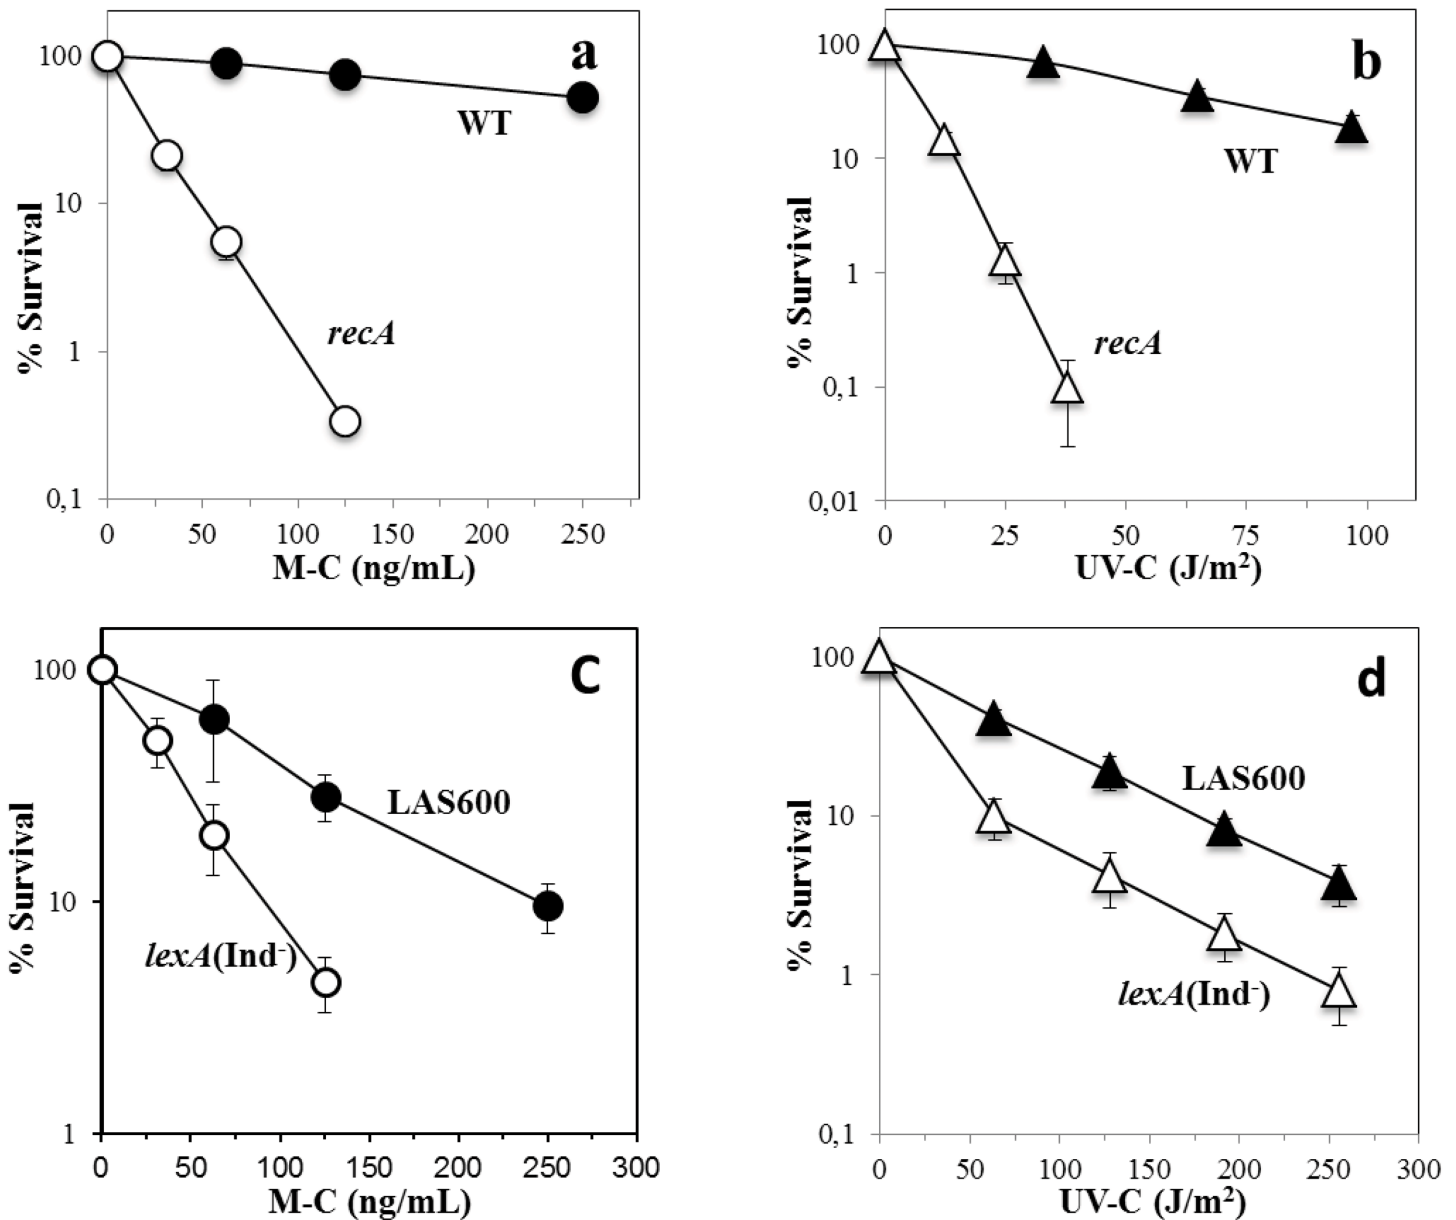 a
100
10
1
0,1
% Survival
WT
recA
0 50 100 150 200 250
M-C (ng/mL)
b
100
10
1
0,1
0,01
% Survival
WT
recA
0 25 50 75 100
UV-C (J/m²)
C
100
10
1
% Survival
LAS600
lexA(Ind⁻)
0 50 100 150 200 250 300
M-C (ng/mL)
d
100
10
1
0,1
% Survival
LAS600
lexA(Ind⁻)
0 50 100 150 200 250 300
UV-C (J/m²)